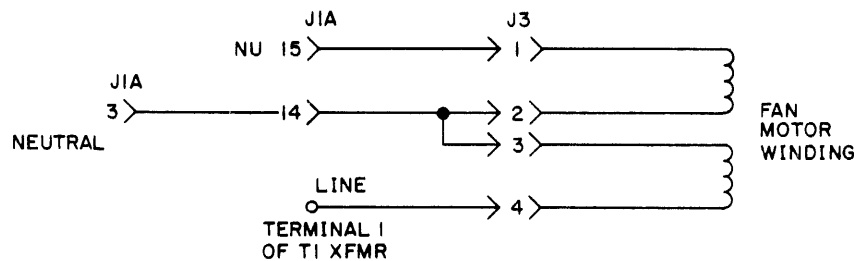 J1A
J3
NU 15
1
J1A
3
14
2
3
NEUTRAL
FAN
MOTOR
WINDING
LINE
4
TERMINAL 1
OF T1 XFMR